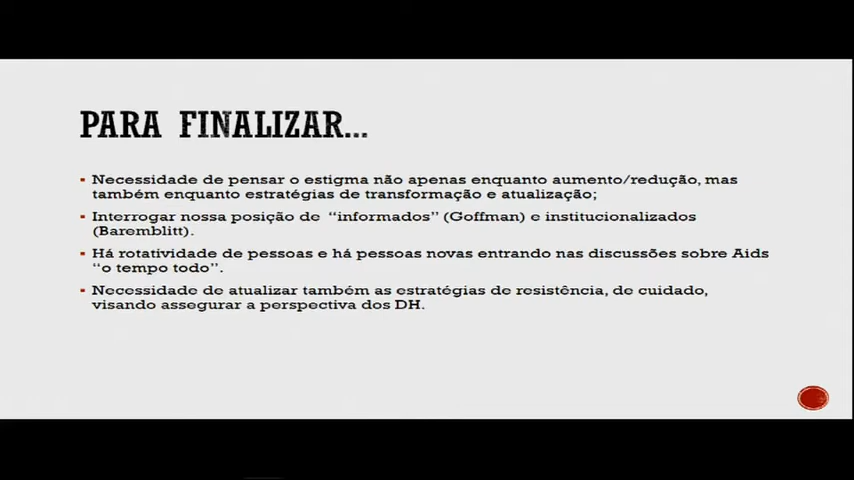 PARA FINALIZAR...
▪ Necessidade de pensar o estigma não apenas enquanto aumento/redução, mas
também enquanto estratégias de transformação e atualização;
▪ Interrogar nossa posição de "informados" (Goffman) e institucionalizados
(Baremblitt).
▪ Há rotatividade de pessoas e há pessoas novas entrando nas discussões sobre Aids
"o tempo todo".
▪ Necessidade de atualizar também as estratégias de resistência, de cuidado,
visando assegurar a perspectiva dos DH.